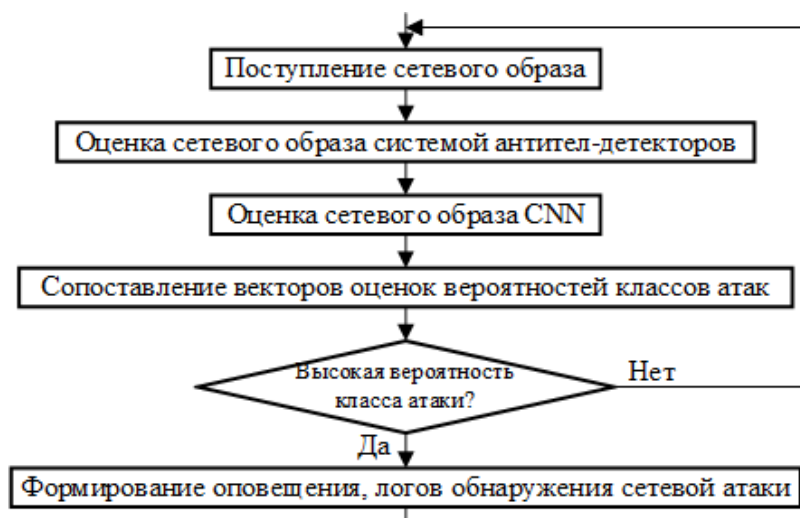 Поступление сетевого образа
Оценка сетевого образа системой антител-детекторов
Оценка сетевого образа CNN
Сопоставление векторов оценок вероятностей классов атак
Высокая вероятность
класса атаки?
Нет
Да
Формирование оповещения, логов обнаружения сетевой атаки